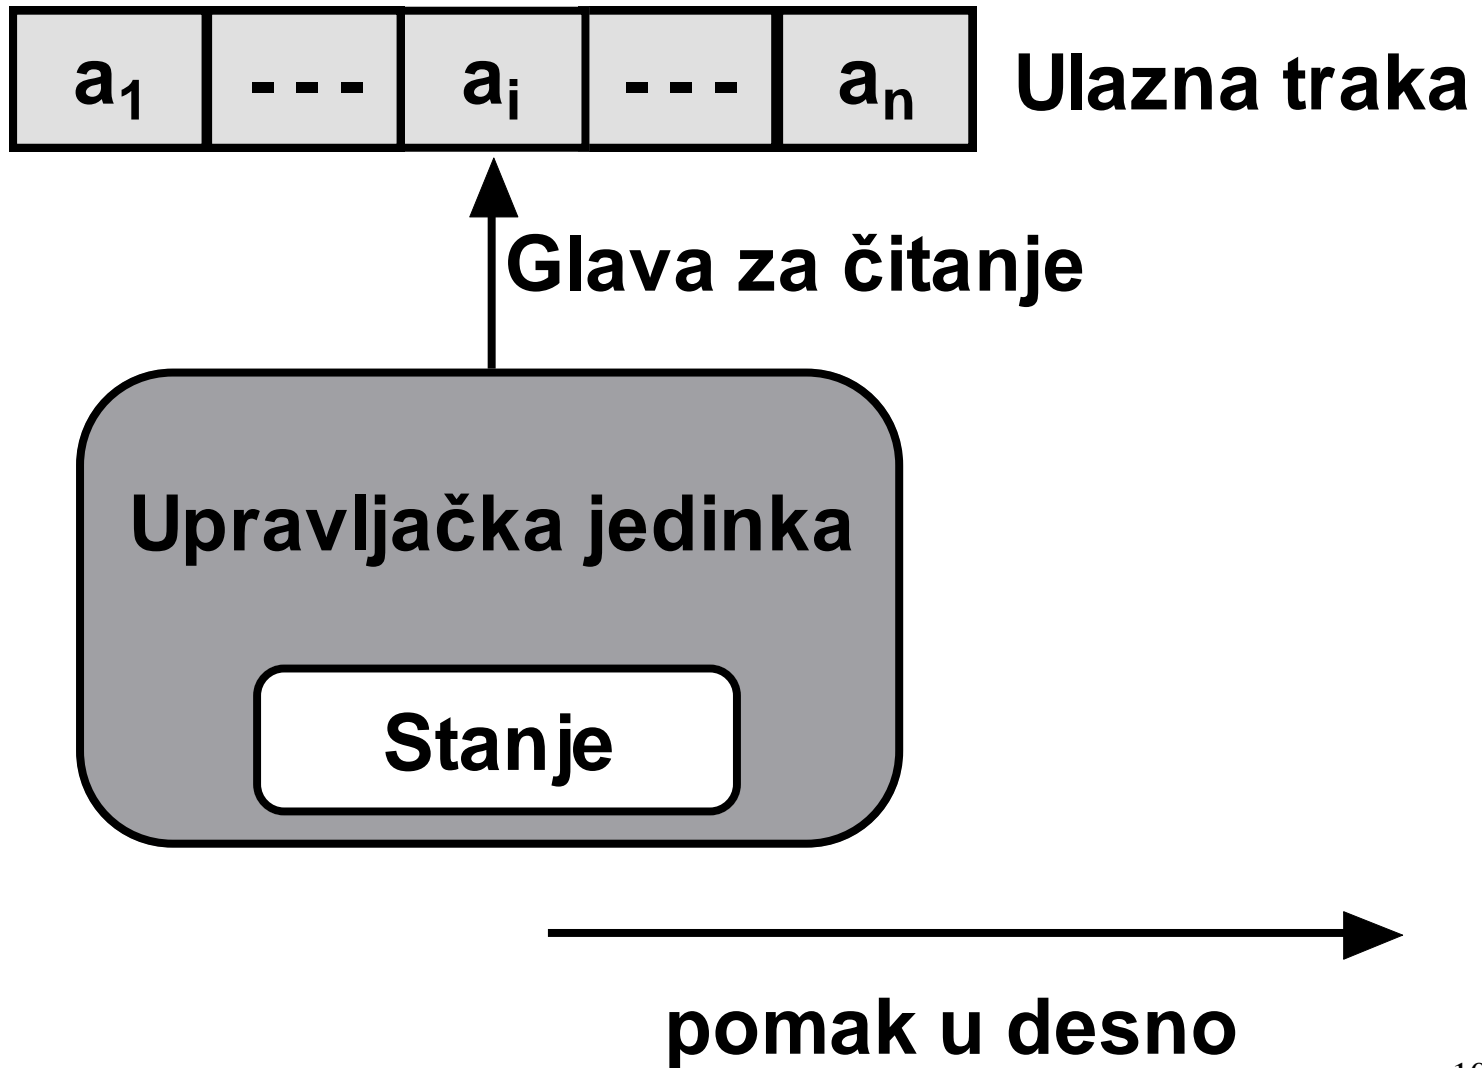 a₁ - - - aᵢ - - - aₙ Ulazna traka
Glava za čitanje
Upravljačka jedinka
Stanje
pomak u desno